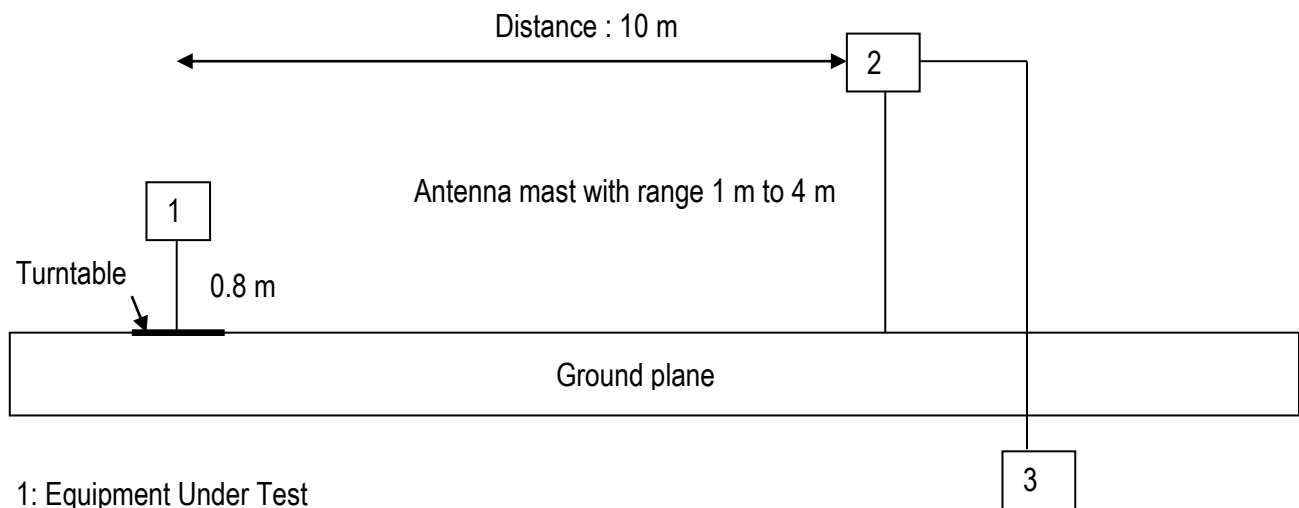 Distance : 10 m
2
Antenna mast with range 1 m to 4 m
1
Turntable
0.8 m
Ground plane
3
1: Equipment Under Test